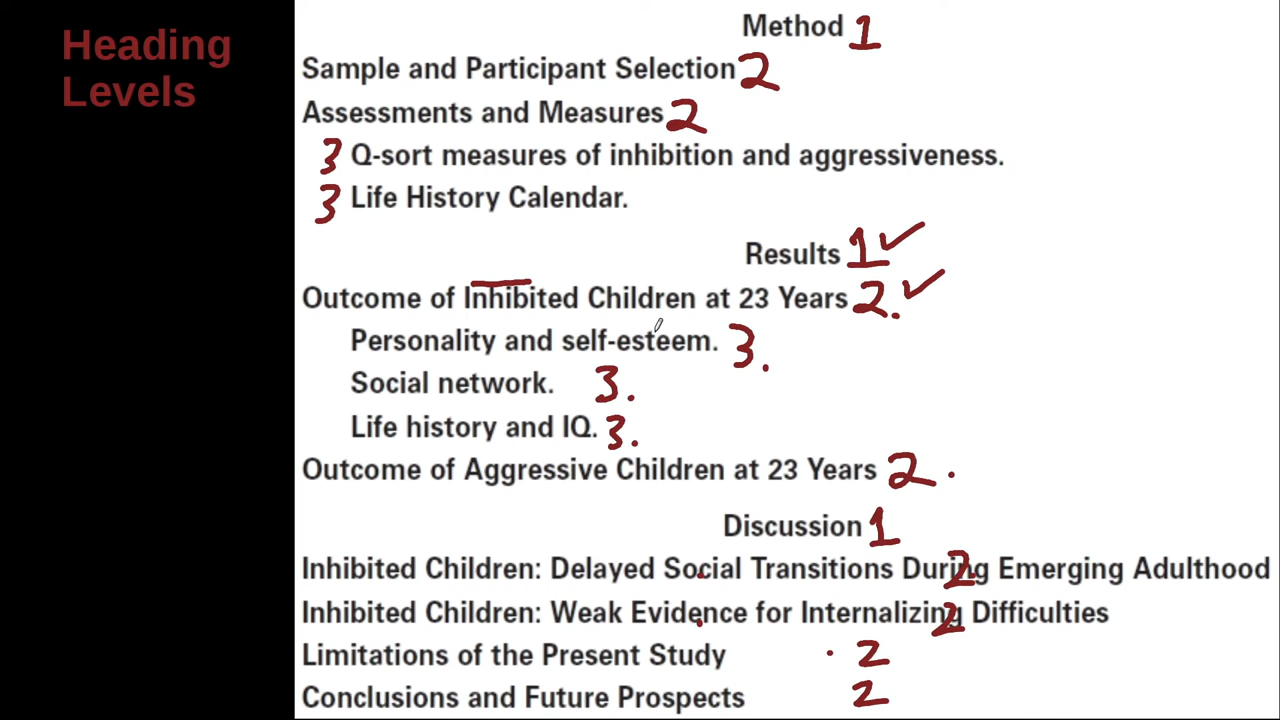 Heading
Levels
Method 1
Sample and Participant Selection 2
Assessments and Measures 2
3 Q-sort measures of inhibition and aggressiveness.
3 Life History Calendar.
Results 1 ✓
Outcome of Inhibited Children at 23 Years 2. ✓
Personality and self-esteem. 3.
Social network. 3.
Life history and IQ. 3.
Outcome of Aggressive Children at 23 Years 2 .
Discussion 1
Inhibited Children: Delayed Social Transitions During Emerging Adulthood 2
Inhibited Children: Weak Evidence for Internalizing Difficulties 2
Limitations of the Present Study . 2
Conclusions and Future Prospects 2